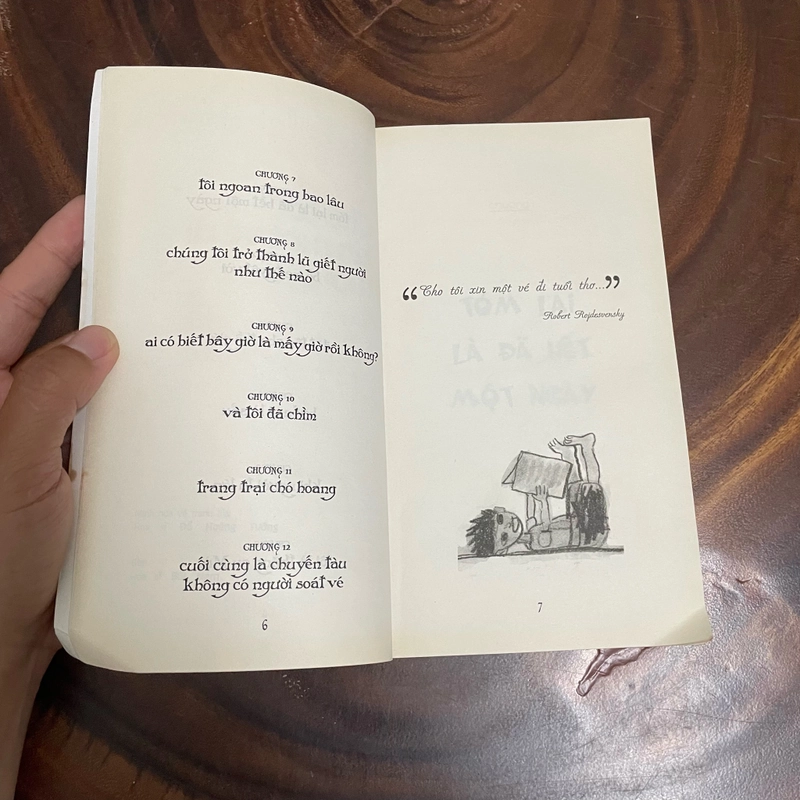 CHƯƠNG 7
tôi ngoan trong bao lâu
CHƯƠNG 8
chúng tôi trở thành lũ giết người
như thế nào
CHƯƠNG 9
ai có biết bây giờ là mấy giờ rồi không?
CHƯƠNG 10
và tôi đã chìm
CHƯƠNG 11
trang trại chó hoang
CHƯƠNG 12
cuối cùng là chuyến tàu
không có người soát vé
6
“Cho tôi xin một vé đi tuổi thơ...”
Robert Rojdesvensky
7